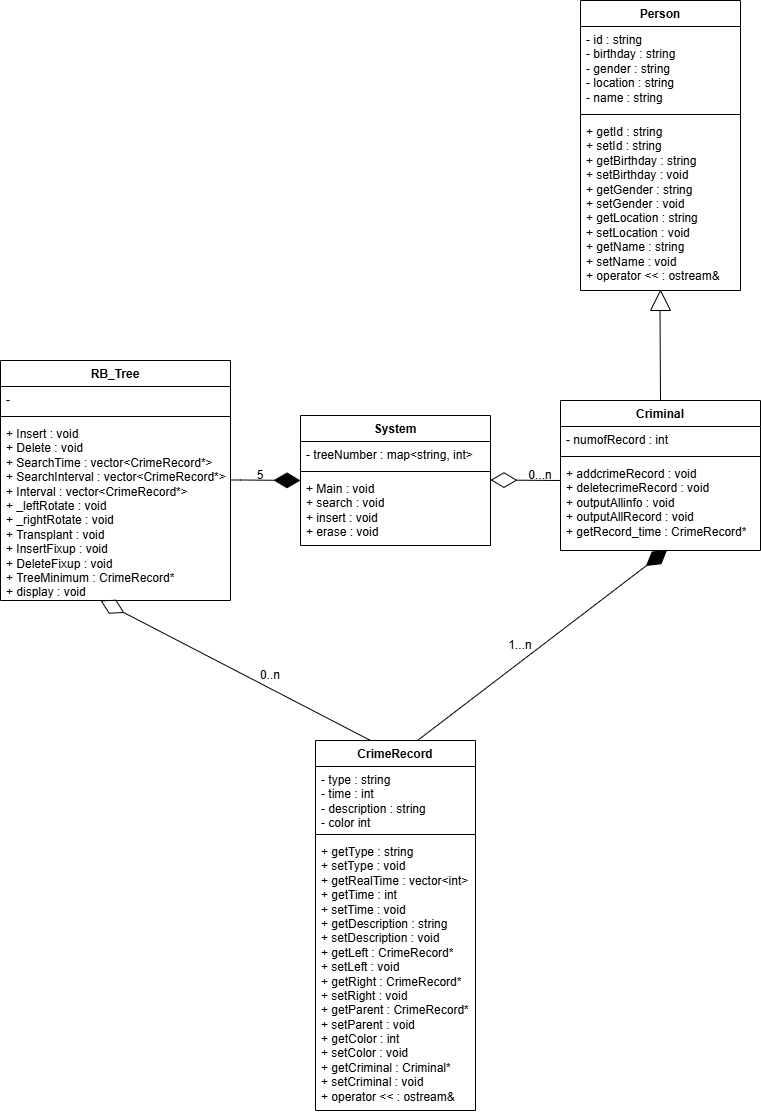 Person
- id : string
- birthday : string
- gender : string
- location : string
- name : string
+ getId : string
+ setId : string
+ getBirthday : string
+ setBirthday : void
+ getGender : string
+ setGender : void
+ getLocation : string
+ setLocation : void
+ getName : string
+ setName : void
+ operator << : ostream&
RB_Tree
-
+ Insert : void
+ Delete : void
+ SearchTime : vector<CrimeRecord*>
+ SearchInterval : vector<CrimeRecord*>
+ Interval : vector<CrimeRecord*>
+ _leftRotate : void
+ _rightRotate : void
+ Transplant : void
+ InsertFixup : void
+ DeleteFixup : void
+ TreeMinimum : CrimeRecord*
+ display : void
5
System
- treeNumber : map<string, int>
+ Main : void
+ search : void
+ insert : void
+ erase : void
0...n
Criminal
- numofRecord : int
+ addcrimeRecord : void
+ deletecrimeRecord : void
+ outputAllinfo : void
+ outputAllRecord : void
+ getRecord_time : CrimeRecord*
0..n
1...n
CrimeRecord
- type : string
- time : int
- description : string
- color int
+ getType : string
+ setType : void
+ getRealTime : vector<int>
+ getTime : int
+ setTime : void
+ getDescription : string
+ setDescription : void
+ getLeft : CrimeRecord*
+ setLeft : void
+ getRight : CrimeRecord*
+ setRight : void
+ getParent : CrimeRecord*
+ setParent : void
+ getColor : int
+ setColor : void
+ getCriminal : Criminal*
+ setCriminal : void
+ operator << : ostream&